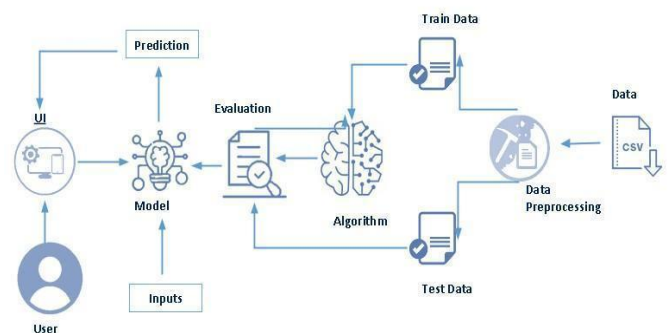 Train Data
Prediction
Evaluation
Data
UI
CSV
Model
Data
Preprocessing
Algorithm
Inputs
Test Data
User